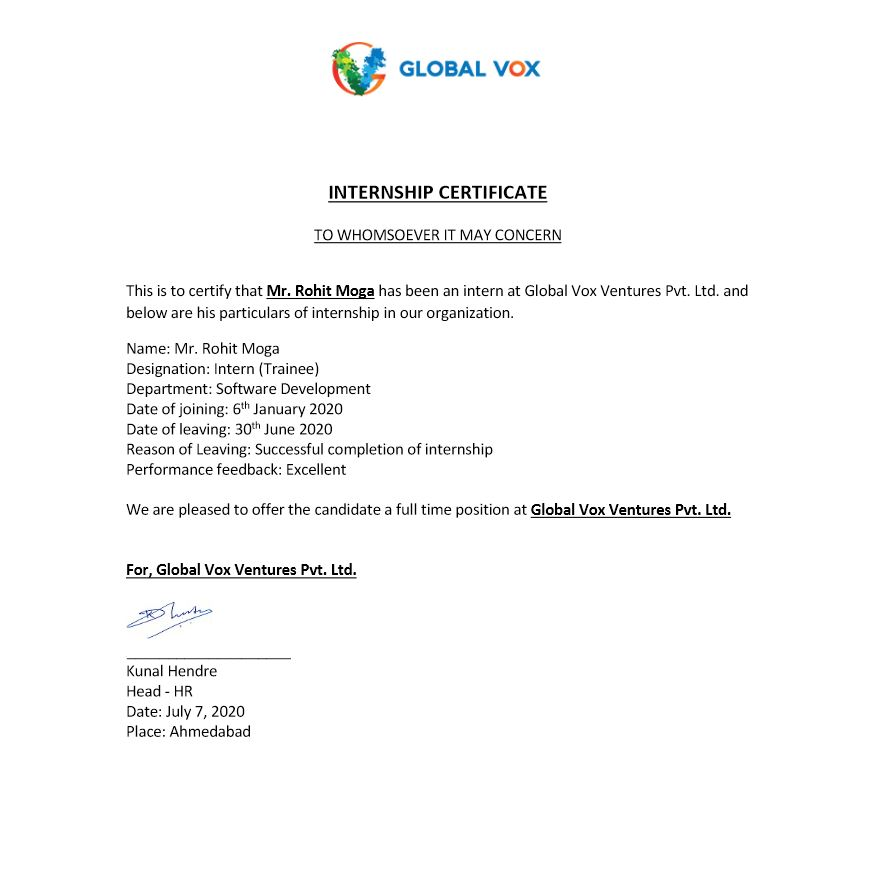 GLOBAL VOX
INTERNSHIP CERTIFICATE
TO WHOMSOEVER IT MAY CONCERN
This is to certify that Mr. Rohit Moga has been an intern at Global Vox Ventures Pvt. Ltd. and
below are his particulars of internship in our organization.
Name: Mr. Rohit Moga
Designation: Intern (Trainee)
Department: Software Development
Date of joining: 6th January 2020
Date of leaving: 30th June 2020
Reason of Leaving: Successful completion of internship
Performance feedback: Excellent
We are pleased to offer the candidate a full time position at Global Vox Ventures Pvt. Ltd.
For, Global Vox Ventures Pvt. Ltd.
Kunal Hendre
Head - HR
Date: July 7, 2020
Place: Ahmedabad